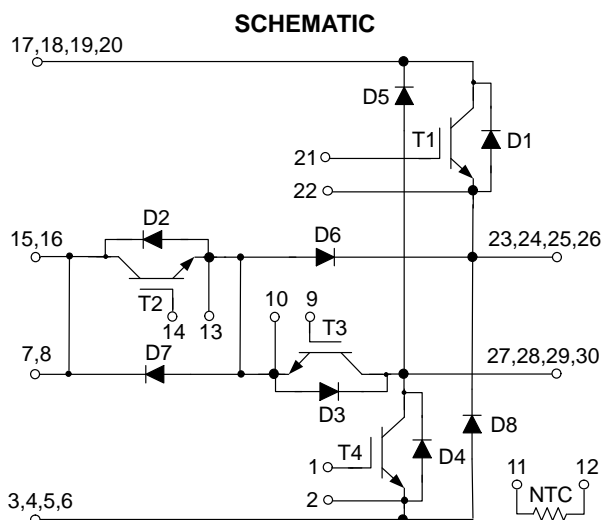 SCHEMATIC
17,18,19,20
D5
T1
D1
21
22
D2
15,16
D6
23,24,25,26
T2
14
13
10
9
T3
7,8
D7
27,28,29,30
D3
D8
T4
D4
1
11
12
NTC
2
3,4,5,6